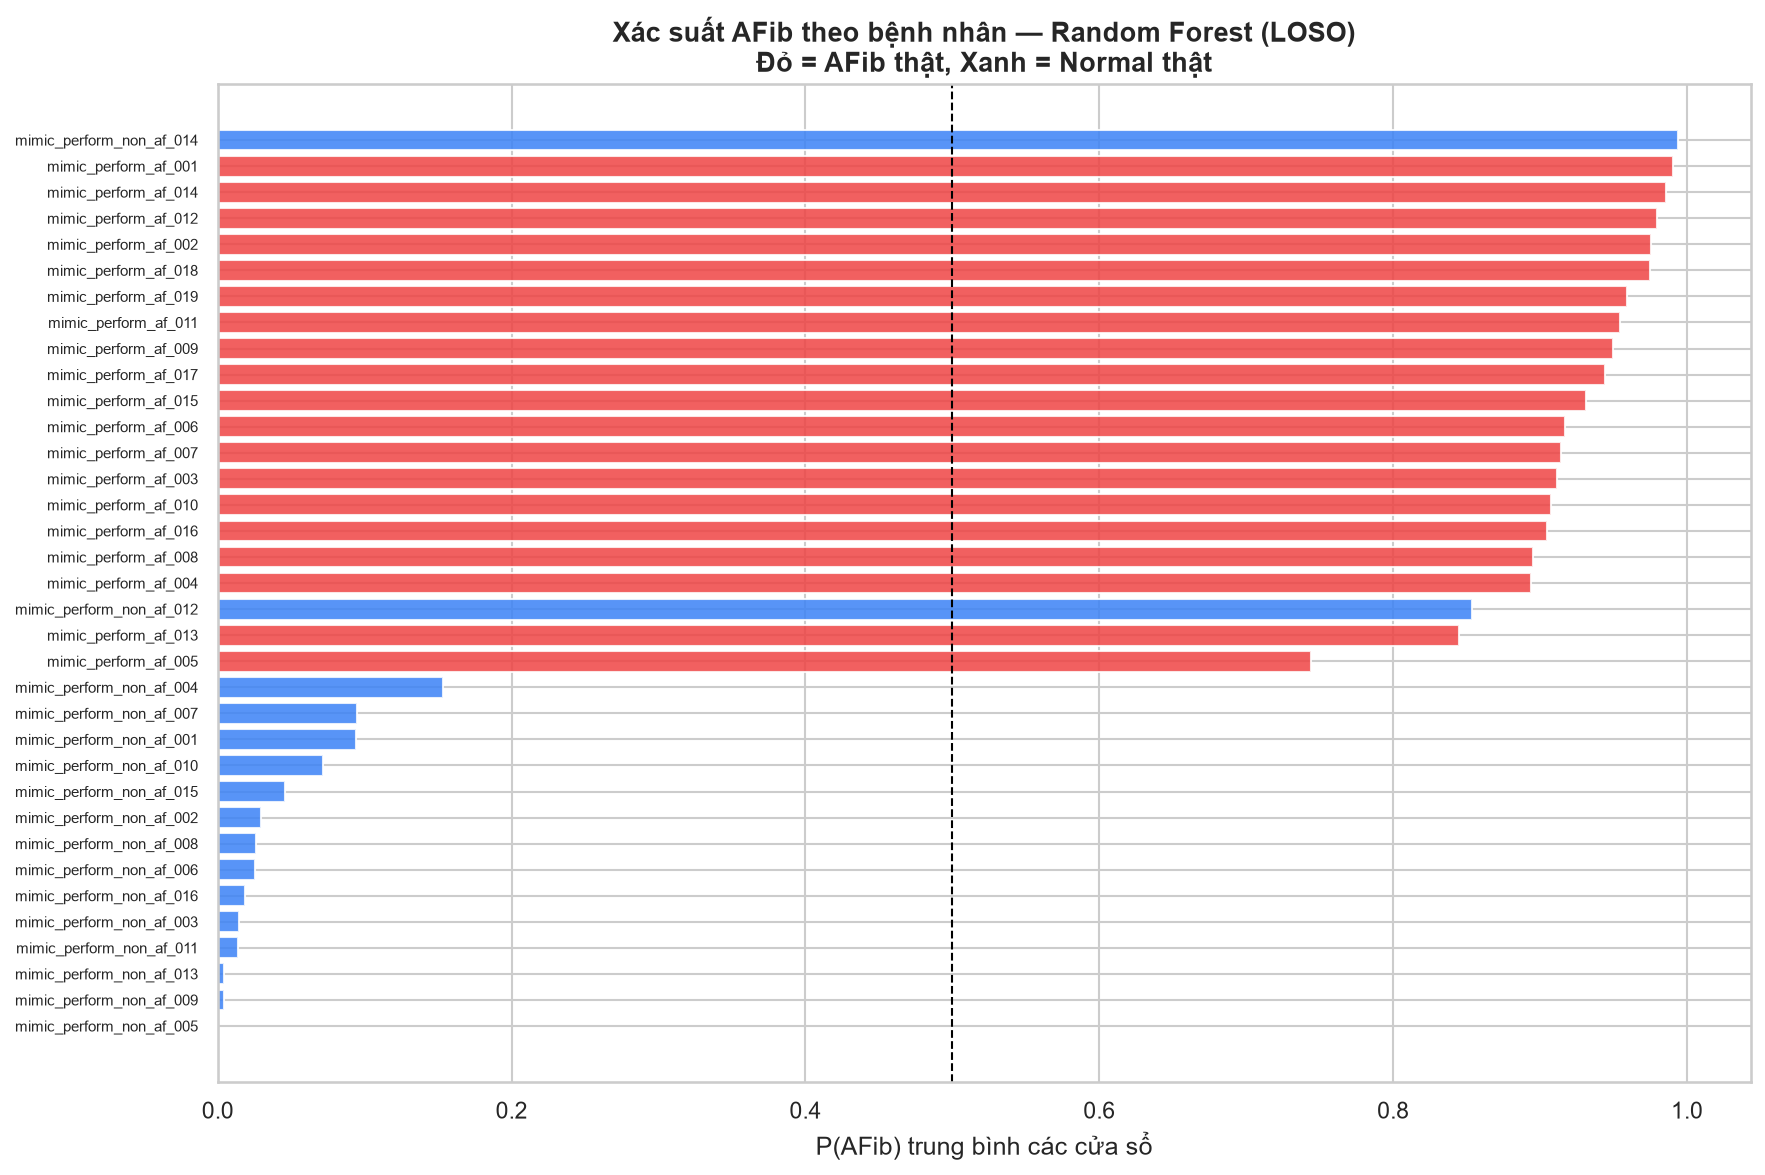 Xác suất AFib theo bệnh nhân — Random Forest (LOSO)
Đỏ = AFib thật, Xanh = Normal thật
mimic_perform_non_af_014
mimic_perform_af_001
mimic_perform_af_014
mimic_perform_af_012
mimic_perform_af_002
mimic_perform_af_018
mimic_perform_af_019
mimic_perform_af_011
mimic_perform_af_009
mimic_perform_af_017
mimic_perform_af_015
mimic_perform_af_006
mimic_perform_af_007
mimic_perform_af_003
mimic_perform_af_010
mimic_perform_af_016
mimic_perform_af_008
mimic_perform_af_004
mimic_perform_non_af_012
mimic_perform_af_013
mimic_perform_af_005
mimic_perform_non_af_004
mimic_perform_non_af_007
mimic_perform_non_af_001
mimic_perform_non_af_010
mimic_perform_non_af_015
mimic_perform_non_af_002
mimic_perform_non_af_008
mimic_perform_non_af_006
mimic_perform_non_af_016
mimic_perform_non_af_003
mimic_perform_non_af_011
mimic_perform_non_af_013
mimic_perform_non_af_009
mimic_perform_non_af_005
0.0 0.2 0.4 0.6 0.8 1.0
P(AFib) trung bình các cửa sổ